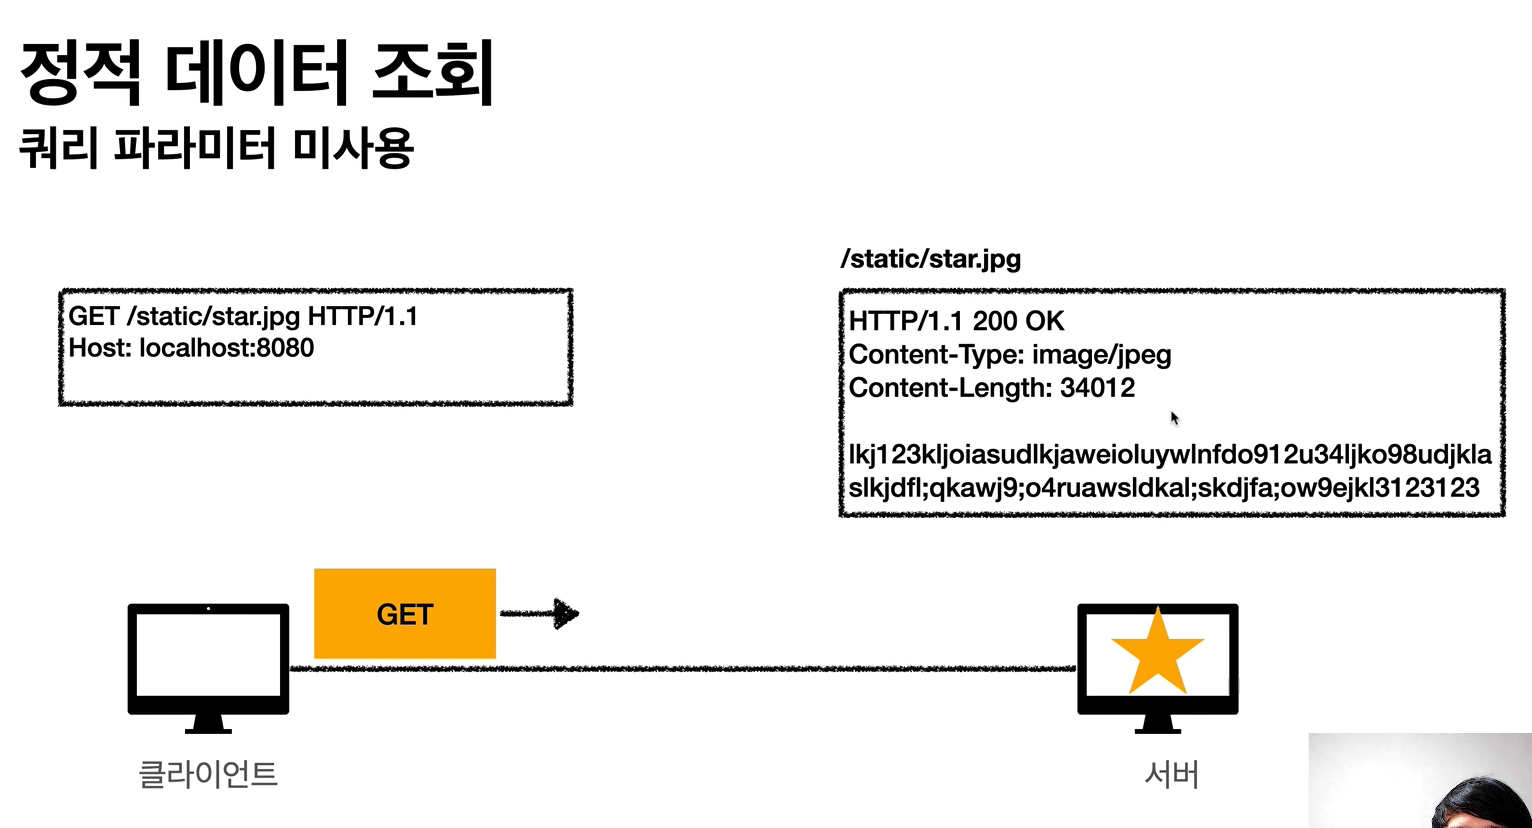 정적 데이터 조회
쿼리 파라미터 미사용
/static/star.jpg
GET /static/star.jpg HTTP/1.1
Host: localhost:8080
HTTP/1.1 200 OK
Content-Type: image/jpeg
Content-Length: 34012
lkj123kljoiasudlkjaweioluywlnfdo912u34ljko98udjkla
slkjdfl;qkawj9;o4ruawsldkal;skdjfa;ow9ejkl3123123
GET
클라이언트
서버